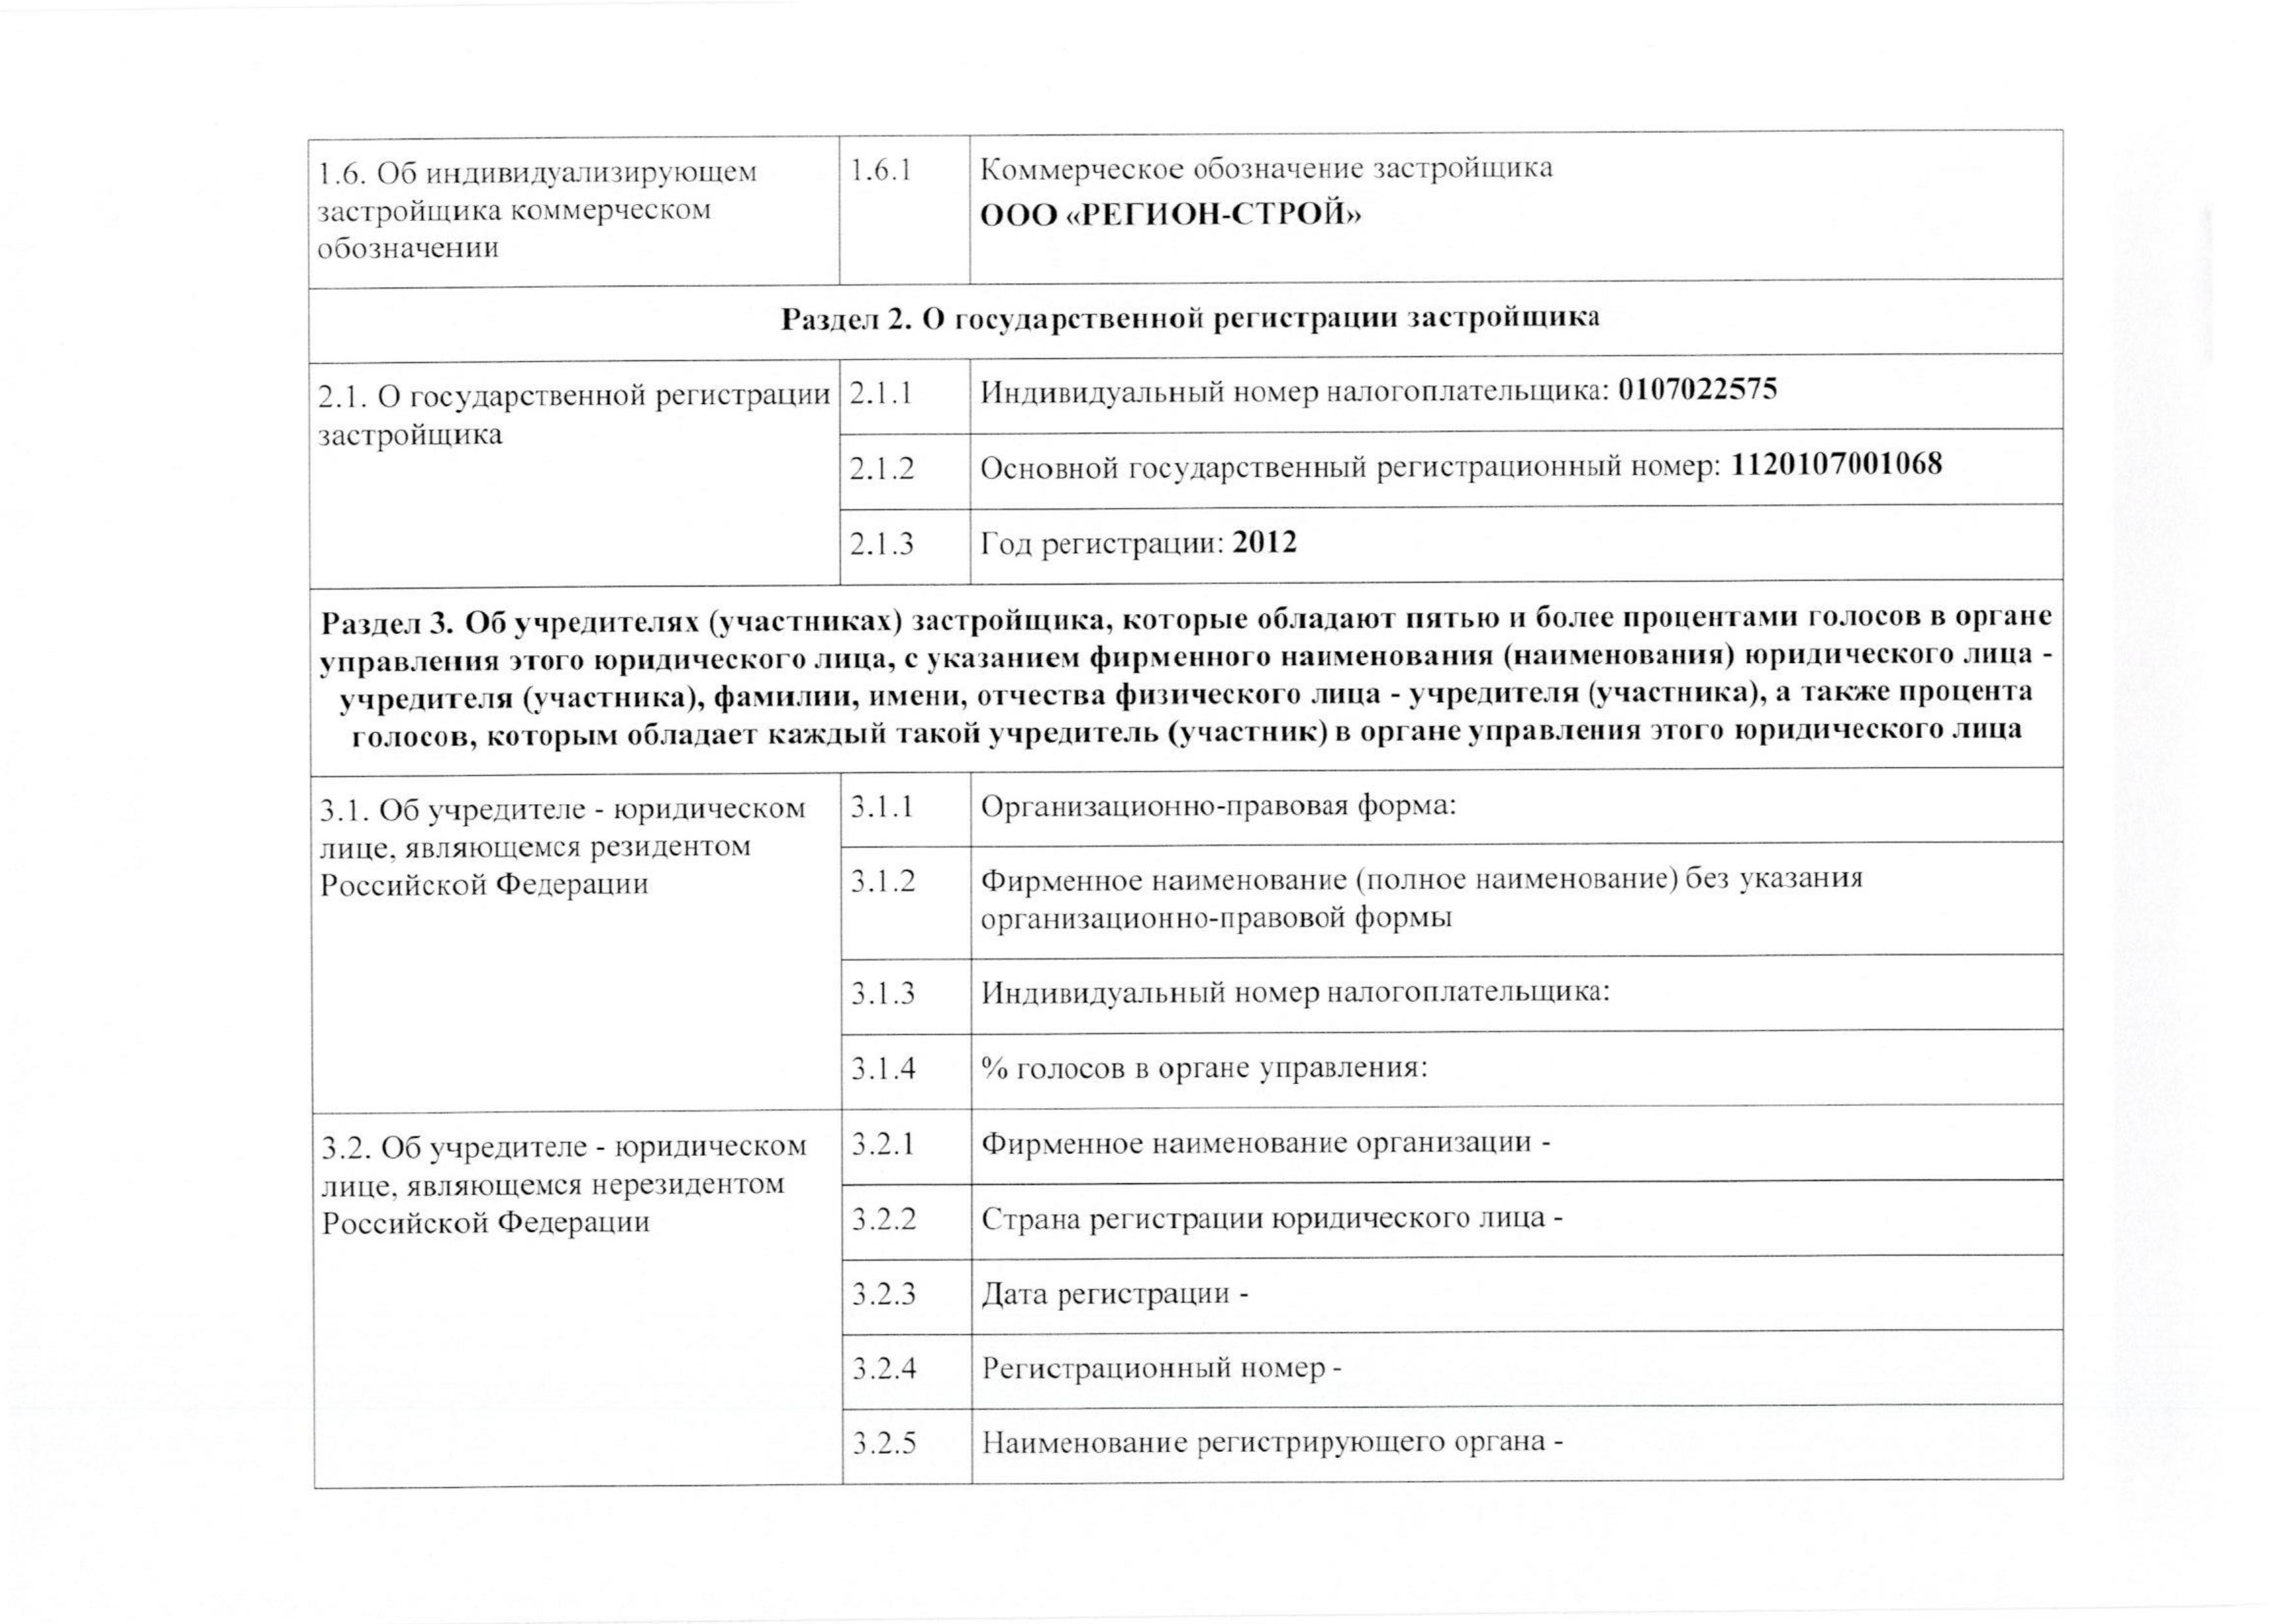 1.6. Об индивидуализирующем
застройщика коммерческом
обозначении
1.6.1
Коммерческое обозначение застройщика
ООО «РЕГИОН-СТРОЙ»
Раздел 2. О государственной регистрации застройщика
2.1. О государственной регистрации
застройщика
2.1.1
Индивидуальный номер налогоплательщика: 0107022575
2.1.2
Основной государственный регистрационный номер: 1120107001068
2.1.3
Год регистрации: 2012
Раздел 3. Об учредителях (участниках) застройщика, которые обладают пятью и более процентами голосов в органе
управления этого юридического лица, с указанием фирменного наименования (наименования) юридического лица -
учредителя (участника), фамилии, имени, отчества физического лица - учредителя (участника), а также процента
голосов, которым обладает каждый такой учредитель (участник) в органе управления этого юридического лица
3.1. Об учредителе - юридическом
лице, являющемся резидентом
Российской Федерации
3.1.1
Организационно-правовая форма:
3.1.2
Фирменное наименование (полное наименование) без указания
организационно-правовой формы
3.1.3
Индивидуальный номер налогоплательщика:
3.1.4
% голосов в органе управления:
3.2. Об учредителе - юридическом
лице, являющемся нерезидентом
Российской Федерации
3.2.1
Фирменное наименование организации -
3.2.2
Страна регистрации юридического лица -
3.2.3
Дата регистрации -
3.2.4
Регистрационный номер -
3.2.5
Наименование регистрирующего органа -